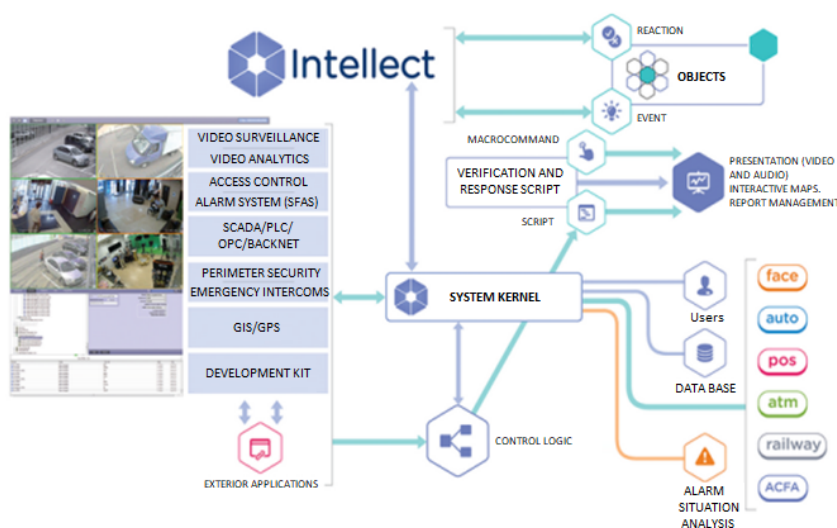 Intellect
REACTION
OBJECTS
EVENT
MACROCOMMAND
VERIFICATION AND
RESPONSE SCRIPT
SCRIPT
PRESENTATION (VIDEO
AND AUDIO)
INTERACTIVE MAPS.
REPORT MANAGEMENT
VIDEO SURVEILLANCE
VIDEO ANALYTICS
ACCESS CONTROL
ALARM SYSTEM (SFAS)
SCADA/PLC/
OPC/BACKNET
PERIMETER SECURITY
EMERGENCY INTERCOMS
GIS/GPS
DEVELOPMENT KIT
EXTERIOR APPLICATIONS
SYSTEM KERNEL
CONTROL LOGIC
Users
DATA BASE
ALARM
SITUATION
ANALYSIS
face
auto
pos
atm
railway
ACFA